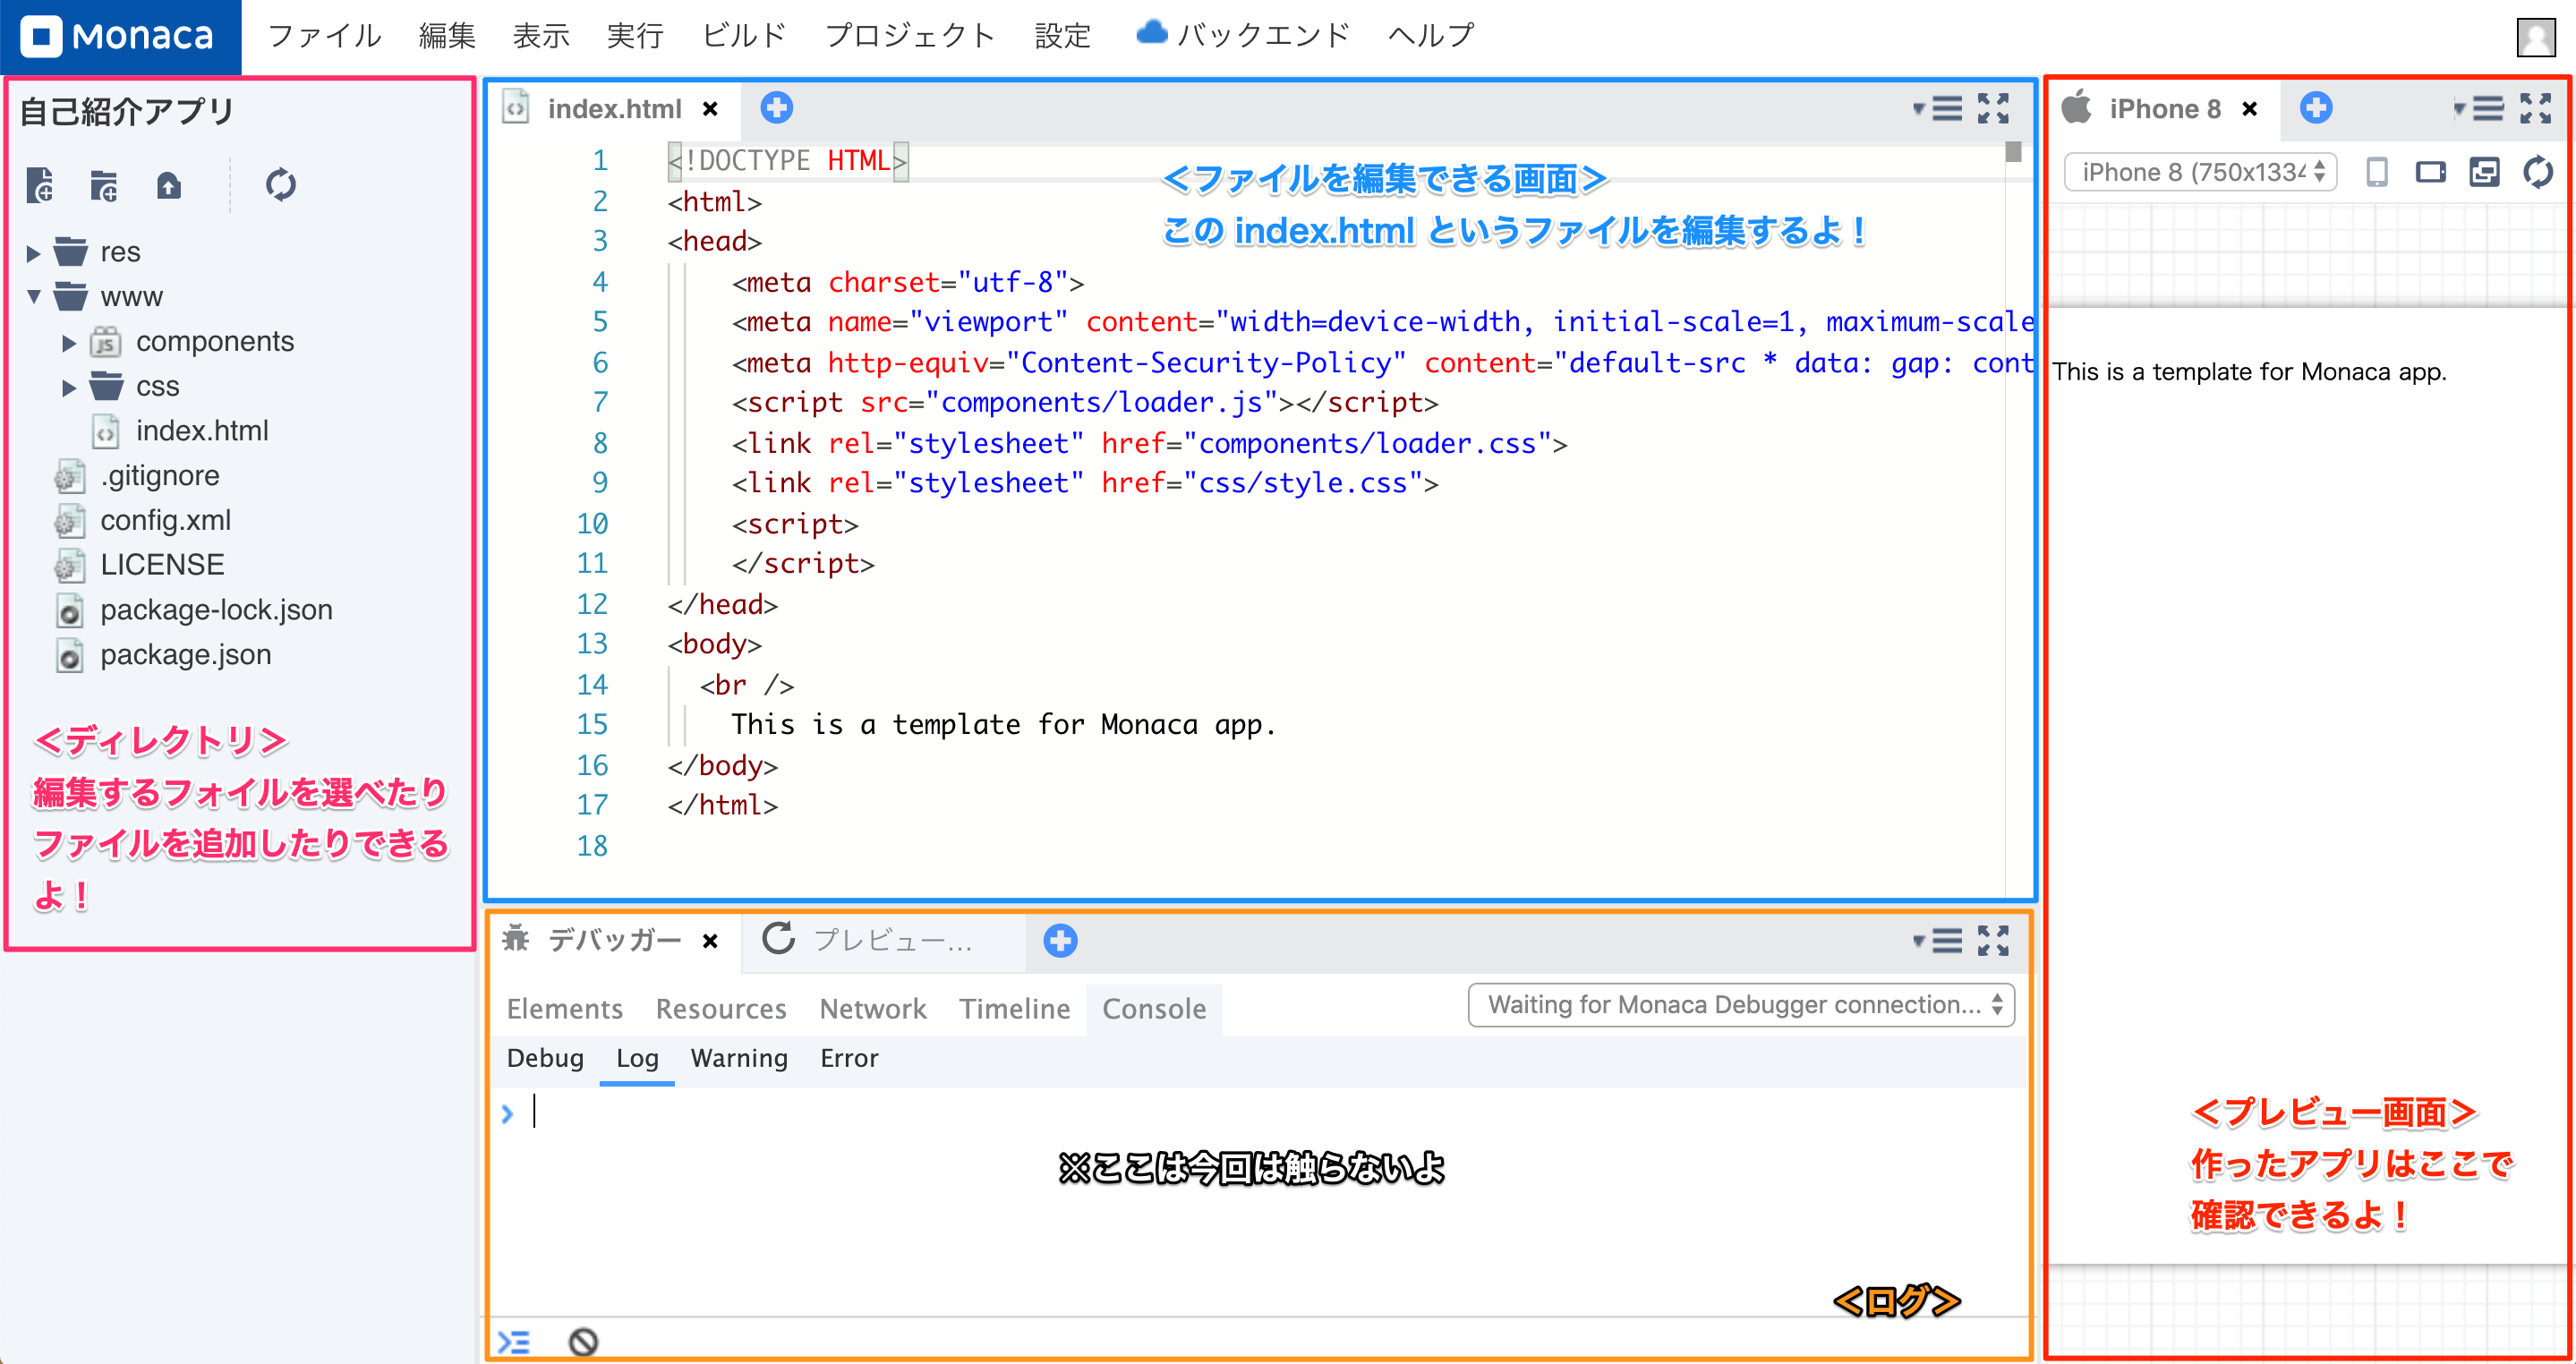 Monaca ファイル 編集 表示 実行 ビルド プロジェクト 設定 バックエンド ヘルプ
自己紹介アプリ
res
www
components
JS
css
index.html
.gitignore
config.xml
LICENSE
package-lock.json
package.json
＜ディレクトリ＞
編集するフォイルを選べたり
ファイルを追加したりできる
よ！
index.html
＜ファイルを編集できる画面＞
この index.html というファイルを編集するよ！
1 <!DOCTYPE HTML>
2 <html>
3 <head>
4 <meta charset="utf-8">
5 <meta name="viewport" content="width=device-width, initial-scale=1, maximum-scale
6 <meta http-equiv="Content-Security-Policy" content="default-src * data: gap: cont
7 <script src="components/loader.js"></script>
8 <link rel="stylesheet" href="components/loader.css">
9 <link rel="stylesheet" href="css/style.css">
10 <script>
11 </script>
12 </head>
13 <body>
14 <br />
15 This is a template for Monaca app.
16 </body>
17 </html>
18
デバッガー プレビュー...
Elements Resources Network Timeline Console Waiting for Monaca Debugger connection...
Debug Log Warning Error
※ここは今回は触らないよ
＜ログ＞
iPhone 8
iPhone 8 (750x1334
This is a template for Monaca app.
＜プレビュー画面＞
作ったアプリはここで
確認できるよ！